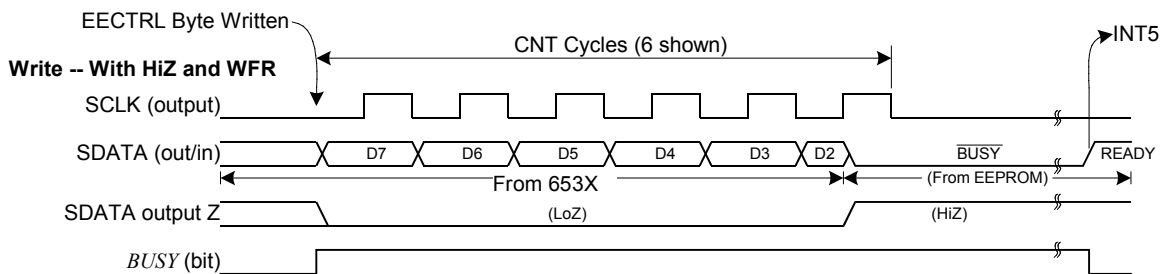 EECTRL Byte Written
INT5
CNT Cycles (6 shown)
Write -- With HiZ and WFR
SCLK (output)
SDATA (out/in) D7 D6 D5 D4 D3 D2 BUSY READY
From 653X (From EEPROM)
SDATA output Z (LoZ) (HiZ)
BUSY (bit)